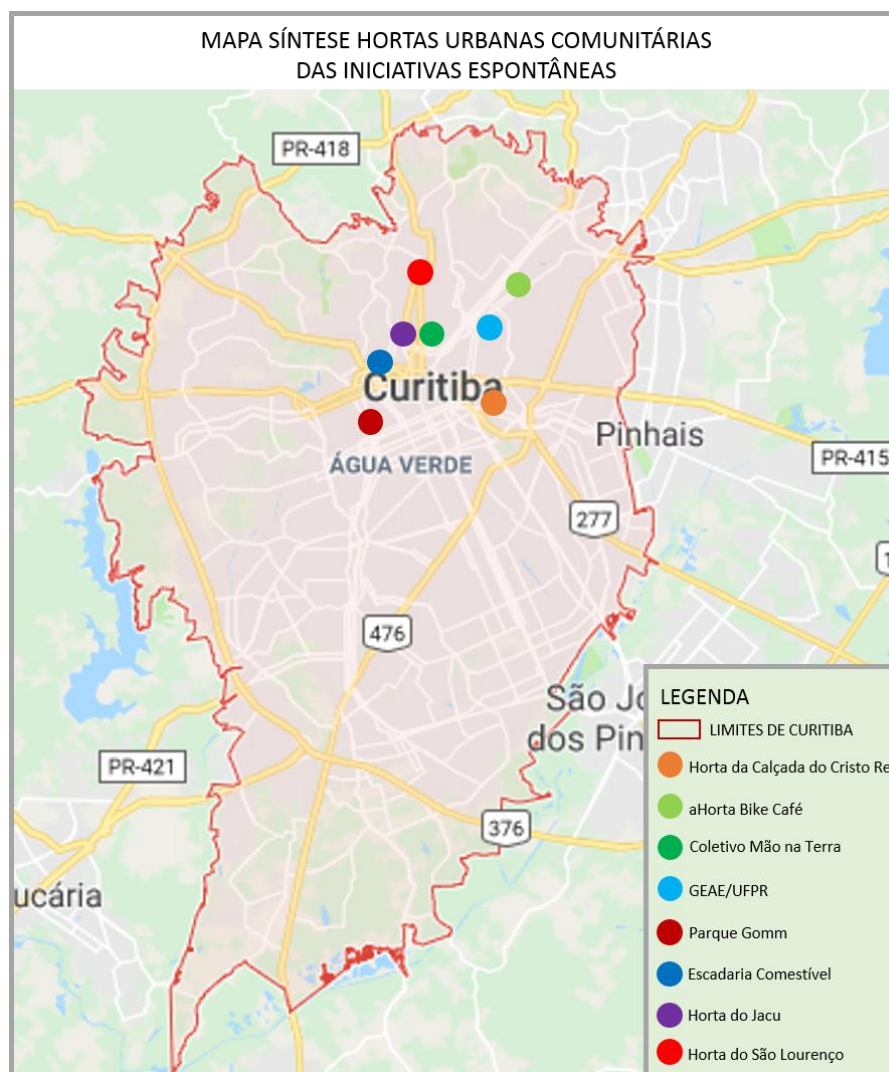 MAPA SÍNTESE HORTAS URBANAS COMUNITÁRIAS
DAS INICIATIVAS ESPONTÂNEAS
PR-418
Curitiba
Pinhais
ÁGUA VERDE
PR-415
277
1
476
São Jo
dos Pin
PR-421
376
ucária
LEGENDA
LIMITES DE CURITIBA
Horta da Calçada do Cristo Re
aHorta Bike Café
Coletivo Mão na Terra
GEAE/UFPR
Parque Gomm
Escadaria Comestível
Horta do Jacu
Horta do São Lourenço